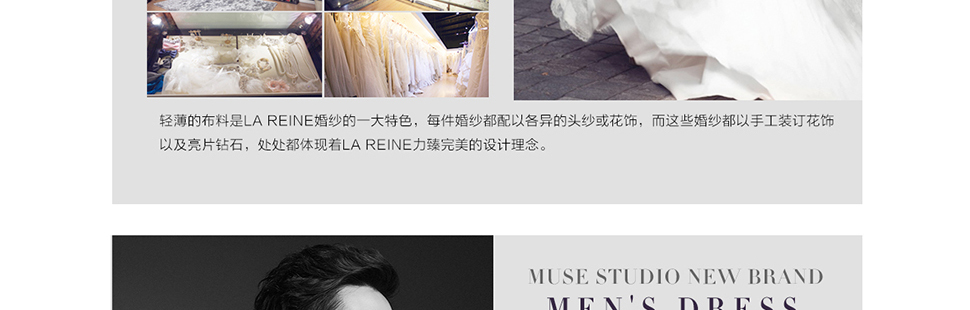 轻薄的布料是LA REINE婚纱的一大特色，每件婚纱都配以各异的头纱或花饰，而这些婚纱都以手工装订花饰
以及亮片钻石，处处都体现着LA REINE力臻完美的设计理念。
MUSE STUDIO NEW BRAND
MEN'S DRESS